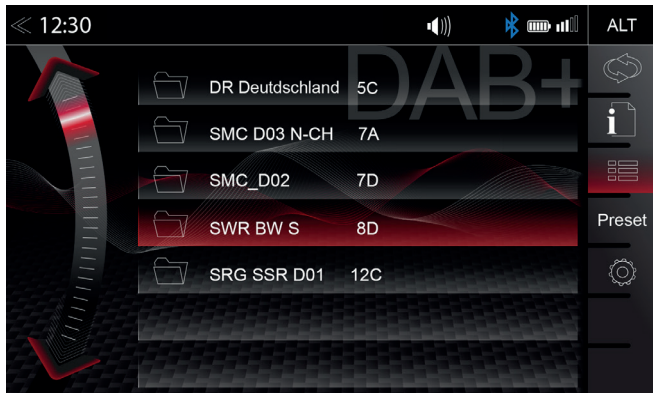 12:30 ALT
DAB+
DR Deutdschland 5C
SMC D03 N-CH 7A
i
SMC_D02 7D
SWR BW S 8D
Preset
SRG SSR D01 12C